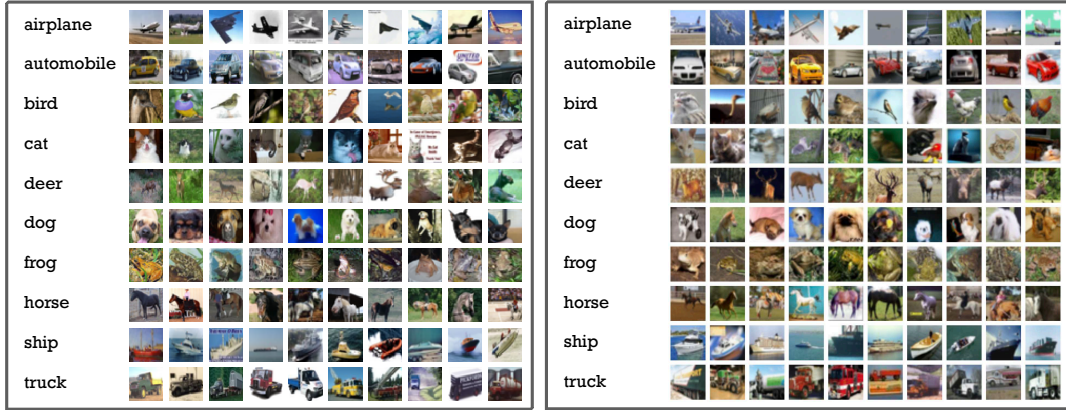 airplane
automobile
bird
cat
deer
dog
frog
horse
ship
truck
airplane
automobile
bird
cat
deer
dog
frog
horse
ship
truck